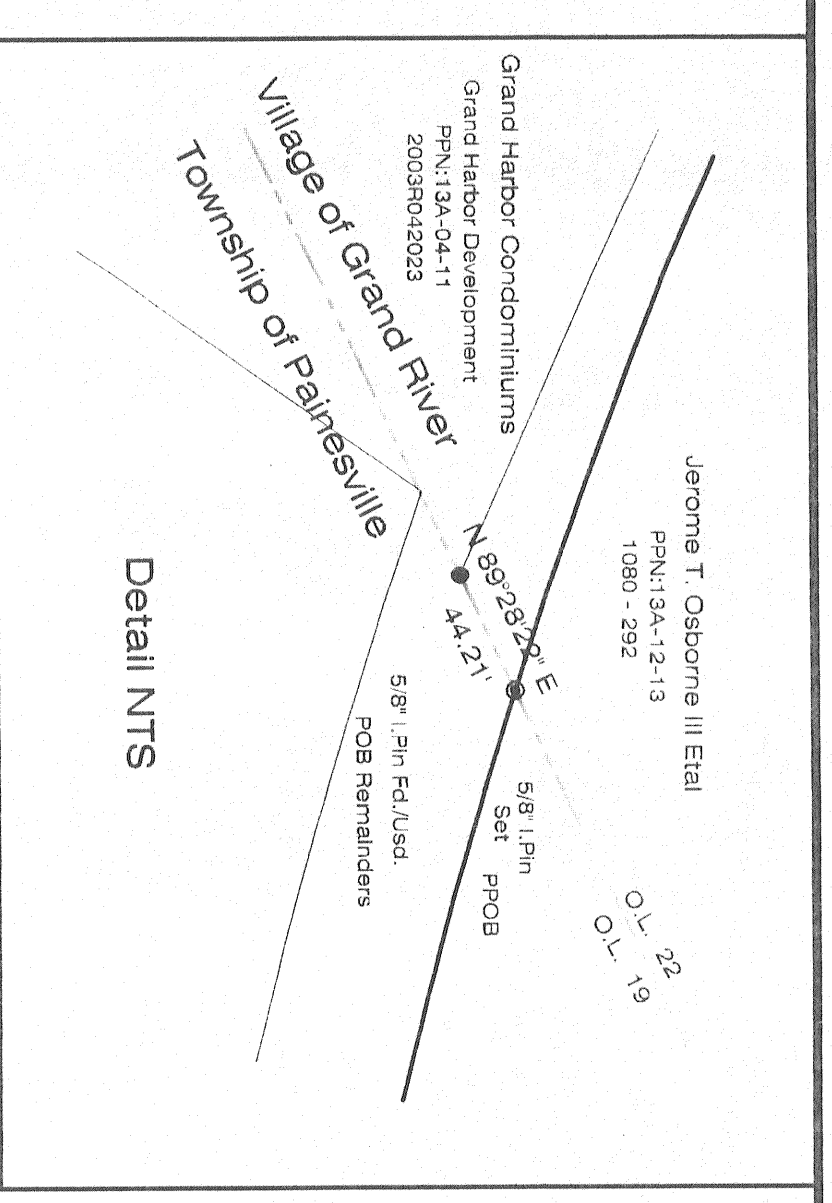 Jerome T. Osborne III Etal
PPN:13A-12-13
1080 - 292
O.L. 22
O.L. 19
Grand Harbor Condominiums
Grand Harbor Development
PPN:13A-04-11
2003R042023
N 89°28'29" E
44.21'
5/8" I.Pin
Set PPOB
Village of Grand River
Township of Painesville
5/8" I.Pin Fd./Usd.
POB Remainders
Detail NTS